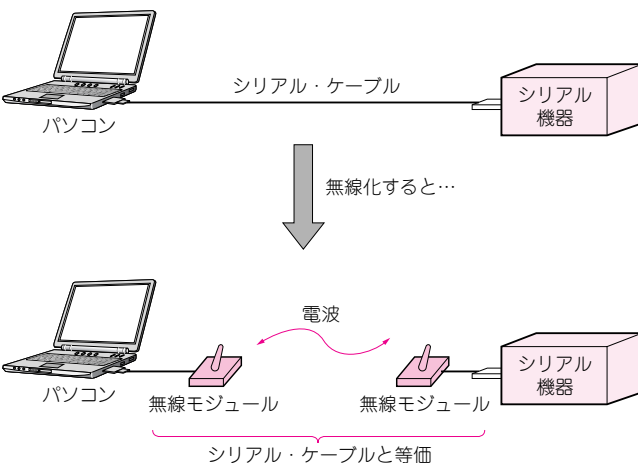 シリアル・ケーブル
パソコン
シリアル
機器
無線化すると…
電波
パソコン
無線モジュール
無線モジュール
シリアル
機器
シリアル・ケーブルと等価